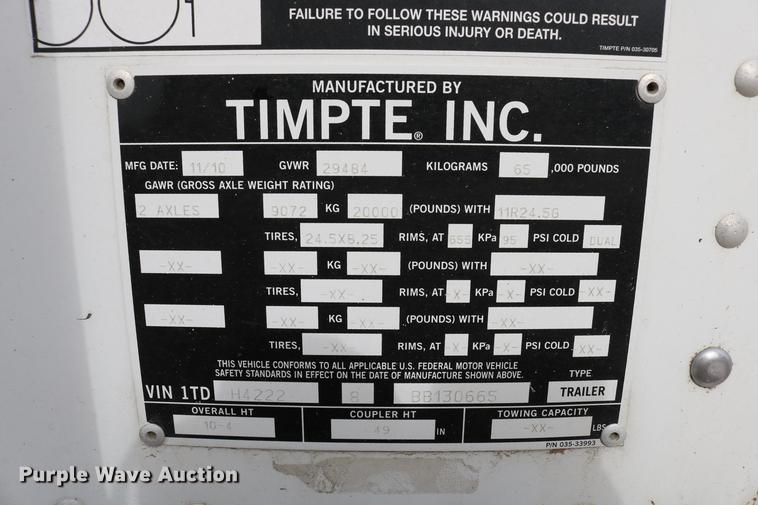 FAILURE TO FOLLOW THESE WARNINGS COULD RESULT
IN SERIOUS INJURY OR DEATH.
TIMPTE P/N 035-30705
MANUFACTURED BY
TIMPTE® INC.
MFG DATE: 11/10 GVWR 29484 KILOGRAMS 65 ,000 POUNDS
GAWR (GROSS AXLE WEIGHT RATING)
2 AXLES 9072 KG 20000 (POUNDS) WITH 11R24.5G
TIRES, 24.5X8.25 RIMS, AT 655 KPa 95 PSI COLD DUAL
-XX- -XX- KG -XX- (POUNDS) WITH -XX-
TIRES, -XX- RIMS, AT -X- KPa -X- PSI COLD -XX-
-XX- -XX- KG -XX- (POUNDS) WITH -XX-
TIRES, -XX- RIMS, AT -X- KPa -X- PSI COLD -XX-
THIS VEHICLE CONFORMS TO ALL APPLICABLE U.S. FEDERAL MOTOR VEHICLE
SAFETY STANDARDS IN EFFECT ON THE DATE OF MANUFACTURE SHOWN ABOVE.
TYPE
VIN 1TD H4222 8 BB130665 TRAILER
OVERALL HT COUPLER HT TOWING CAPACITY
10-4 49 IN -XX- LBS
P/N 035-33993
Purple Wave Auction